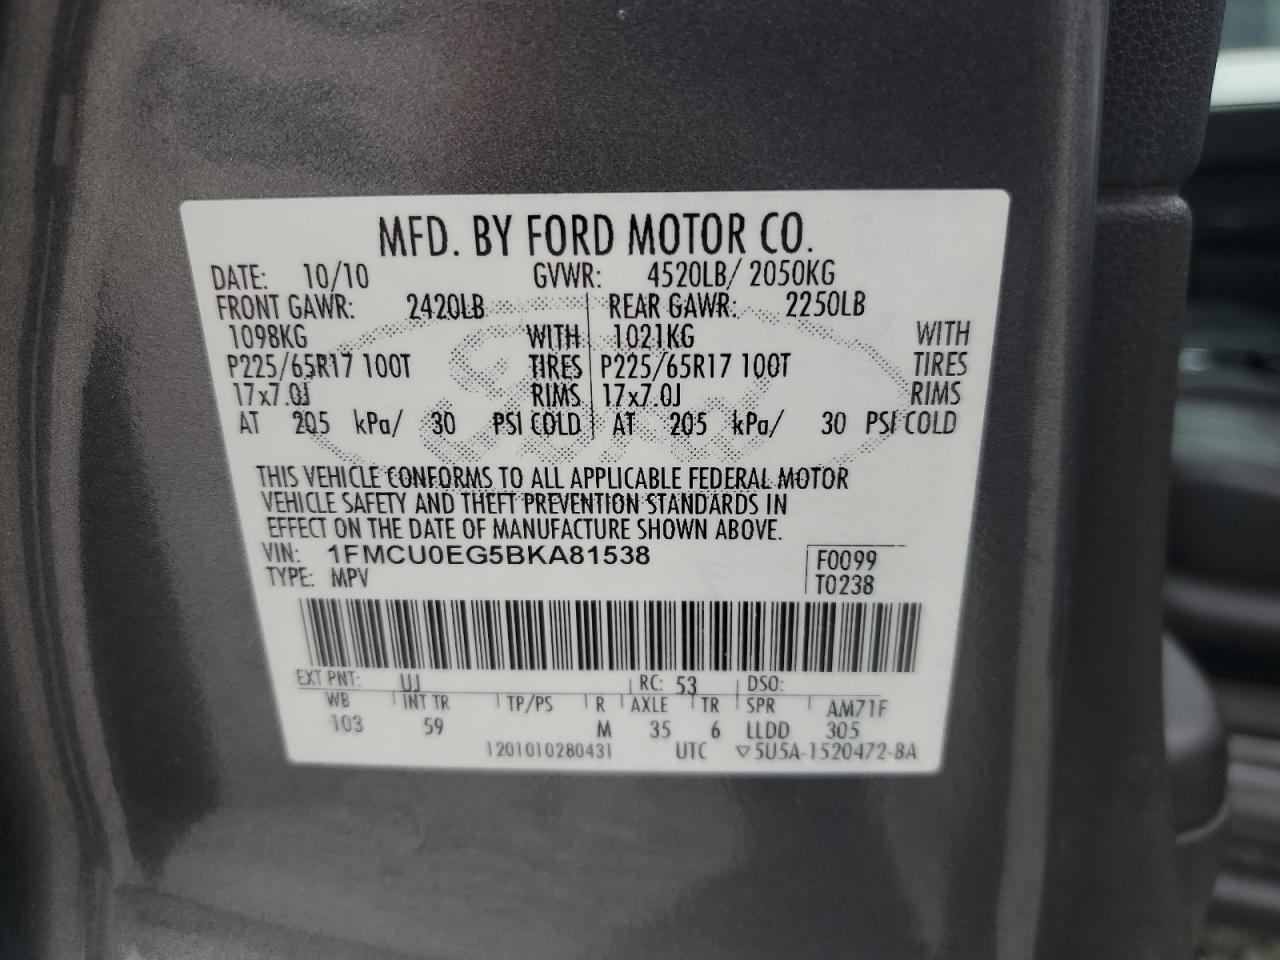 MFD. BY FORD MOTOR CO.
DATE: 10/10 GVWR: 4520LB/ 2050KG
FRONT GAWR: 2420LB REAR GAWR: 2250LB
1098KG WITH 1021KG WITH
P225/65R17 100T TIRES P225/65R17 100T TIRES
17x7.0J RIMS 17x7.0J RIMS
AT 205 kPa/ 30 PSI COLD AT 205 kPa/ 30 PSI COLD
Ford
THIS VEHICLE CONFORMS TO ALL APPLICABLE FEDERAL MOTOR
VEHICLE SAFETY AND THEFT PREVENTION STANDARDS IN
EFFECT ON THE DATE OF MANUFACTURE SHOWN ABOVE.
VIN: 1FMCU0EG5BKA81538 F0099
TYPE: MPV T0238
EXT PNT: UJ RC: 53 DSO:
WB INT TR TP/PS R AXLE TR SPR AM71F
103 59 M 35 6 LLDD 305
1201010280431 UTC ▽5U5A-1520472-BA